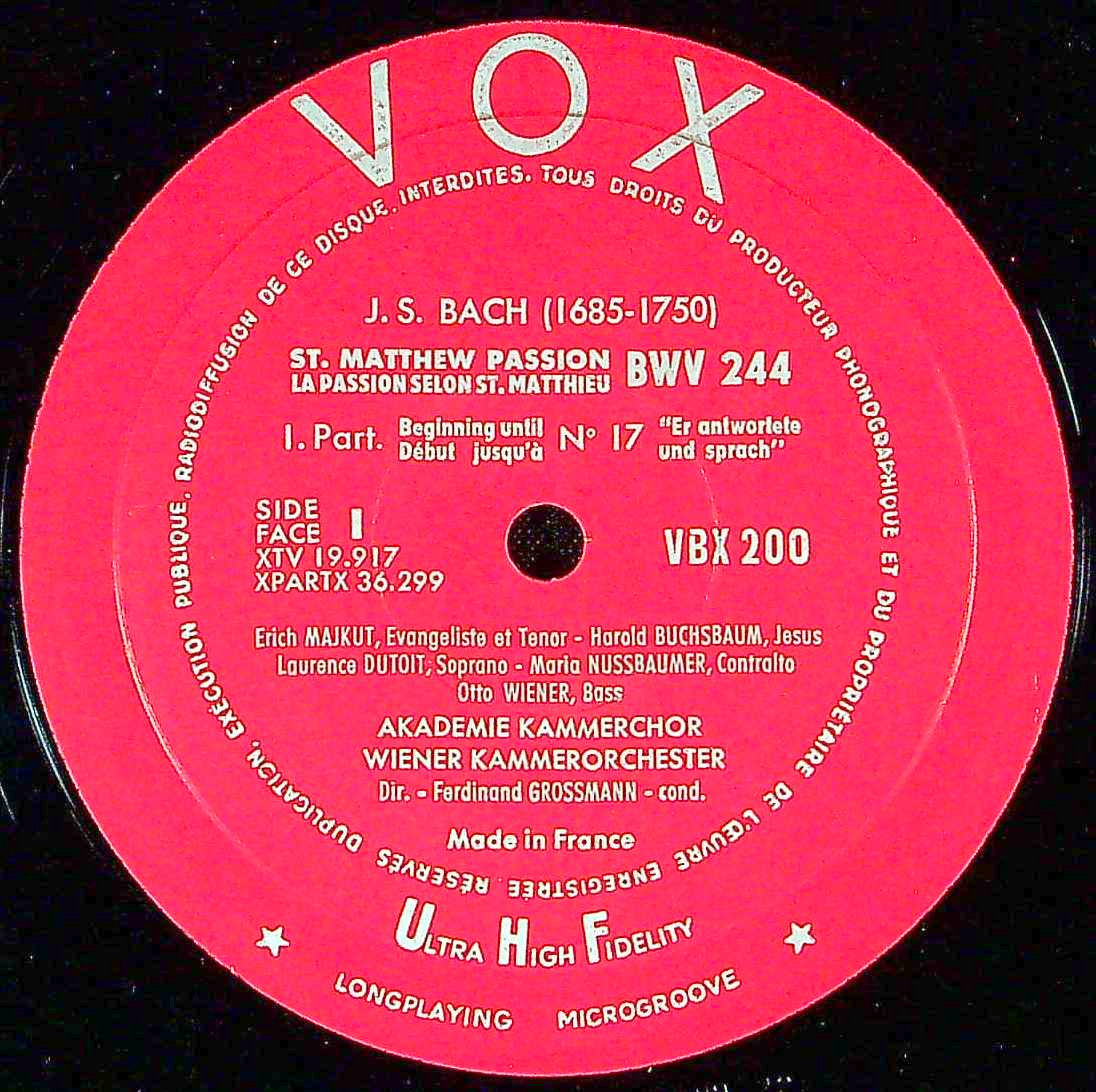 VOX
TOUS DROITS DU PRODUCTEUR PHONOGRAPHIQUE ET DU PROPRIÉTAIRE DE L'ŒUVRE ENREGISTRÉE RÉSERVÉS DUPLICATION, EXÉCUTION PUBLIQUE, RADIODIFFUSION DE CE DISQUE INTERDITES.
J. S. BACH (1685-1750)
ST. MATTHEW PASSION BWV 244
LA PASSION SELON ST. MATTHIEU
I. Part. Beginning until N° 17 "Er antwortete
Début jusqu'à und sprach"
SIDE
FACE I
XTV 19.917
XPARTX 36.299
VBX 200
Erich MAJKUT, Evangeliste et Tenor - Harold BUCHSBAUM, Jesus
Laurence DUTOIT, Soprano - Maria NUSSBAUMER, Contralto
Otto WIENER, Bass
AKADEMIE KAMMERCHOR
WIENER KAMMERORCHESTER
Dir. - Ferdinand GROSSMANN - cond.
Made in France
ULTRA HIGH FIDELITY
LONGPLAYING MICROGROOVE